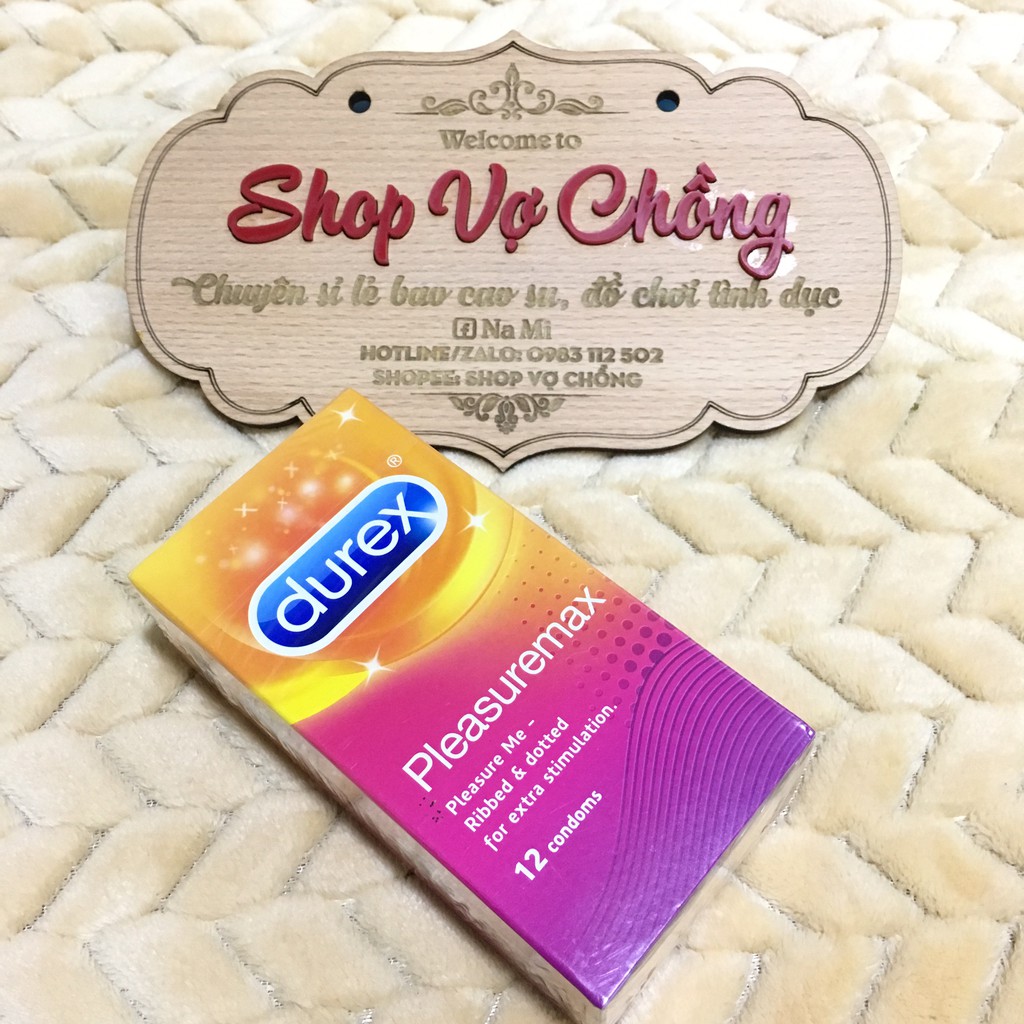 Welcome to
Shop Vợ Chồng
Chuyên sỉ lẻ bao cao su, đồ chơi tình dục
Na Mi
HOTLINE/ZALO: 0983 112 502
SHOPEE: SHOP VỢ CHỒNG
®
durex
Pleasuremax
Pleasure Me -
Ribbed & dotted
for extra stimulation.
12 condoms